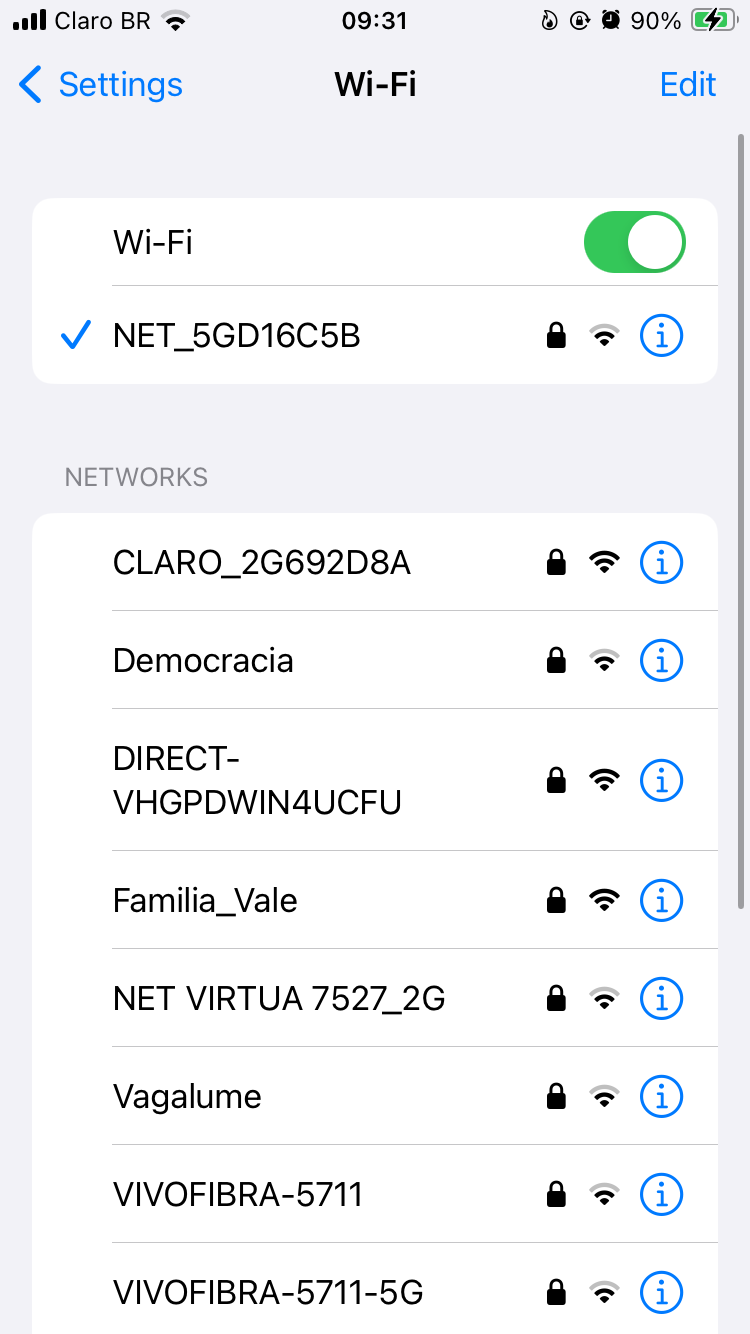 Claro BR 09:31 90%
Settings Wi-Fi Edit
Wi-Fi
NET_5GD16C5B
NETWORKS
CLARO_2G692D8A
Democracia
DIRECT-
VHGPDWIN4UCFU
Familia_Vale
NET VIRTUA 7527_2G
Vagalume
VIVOFIBRA-5711
VIVOFIBRA-5711-5G